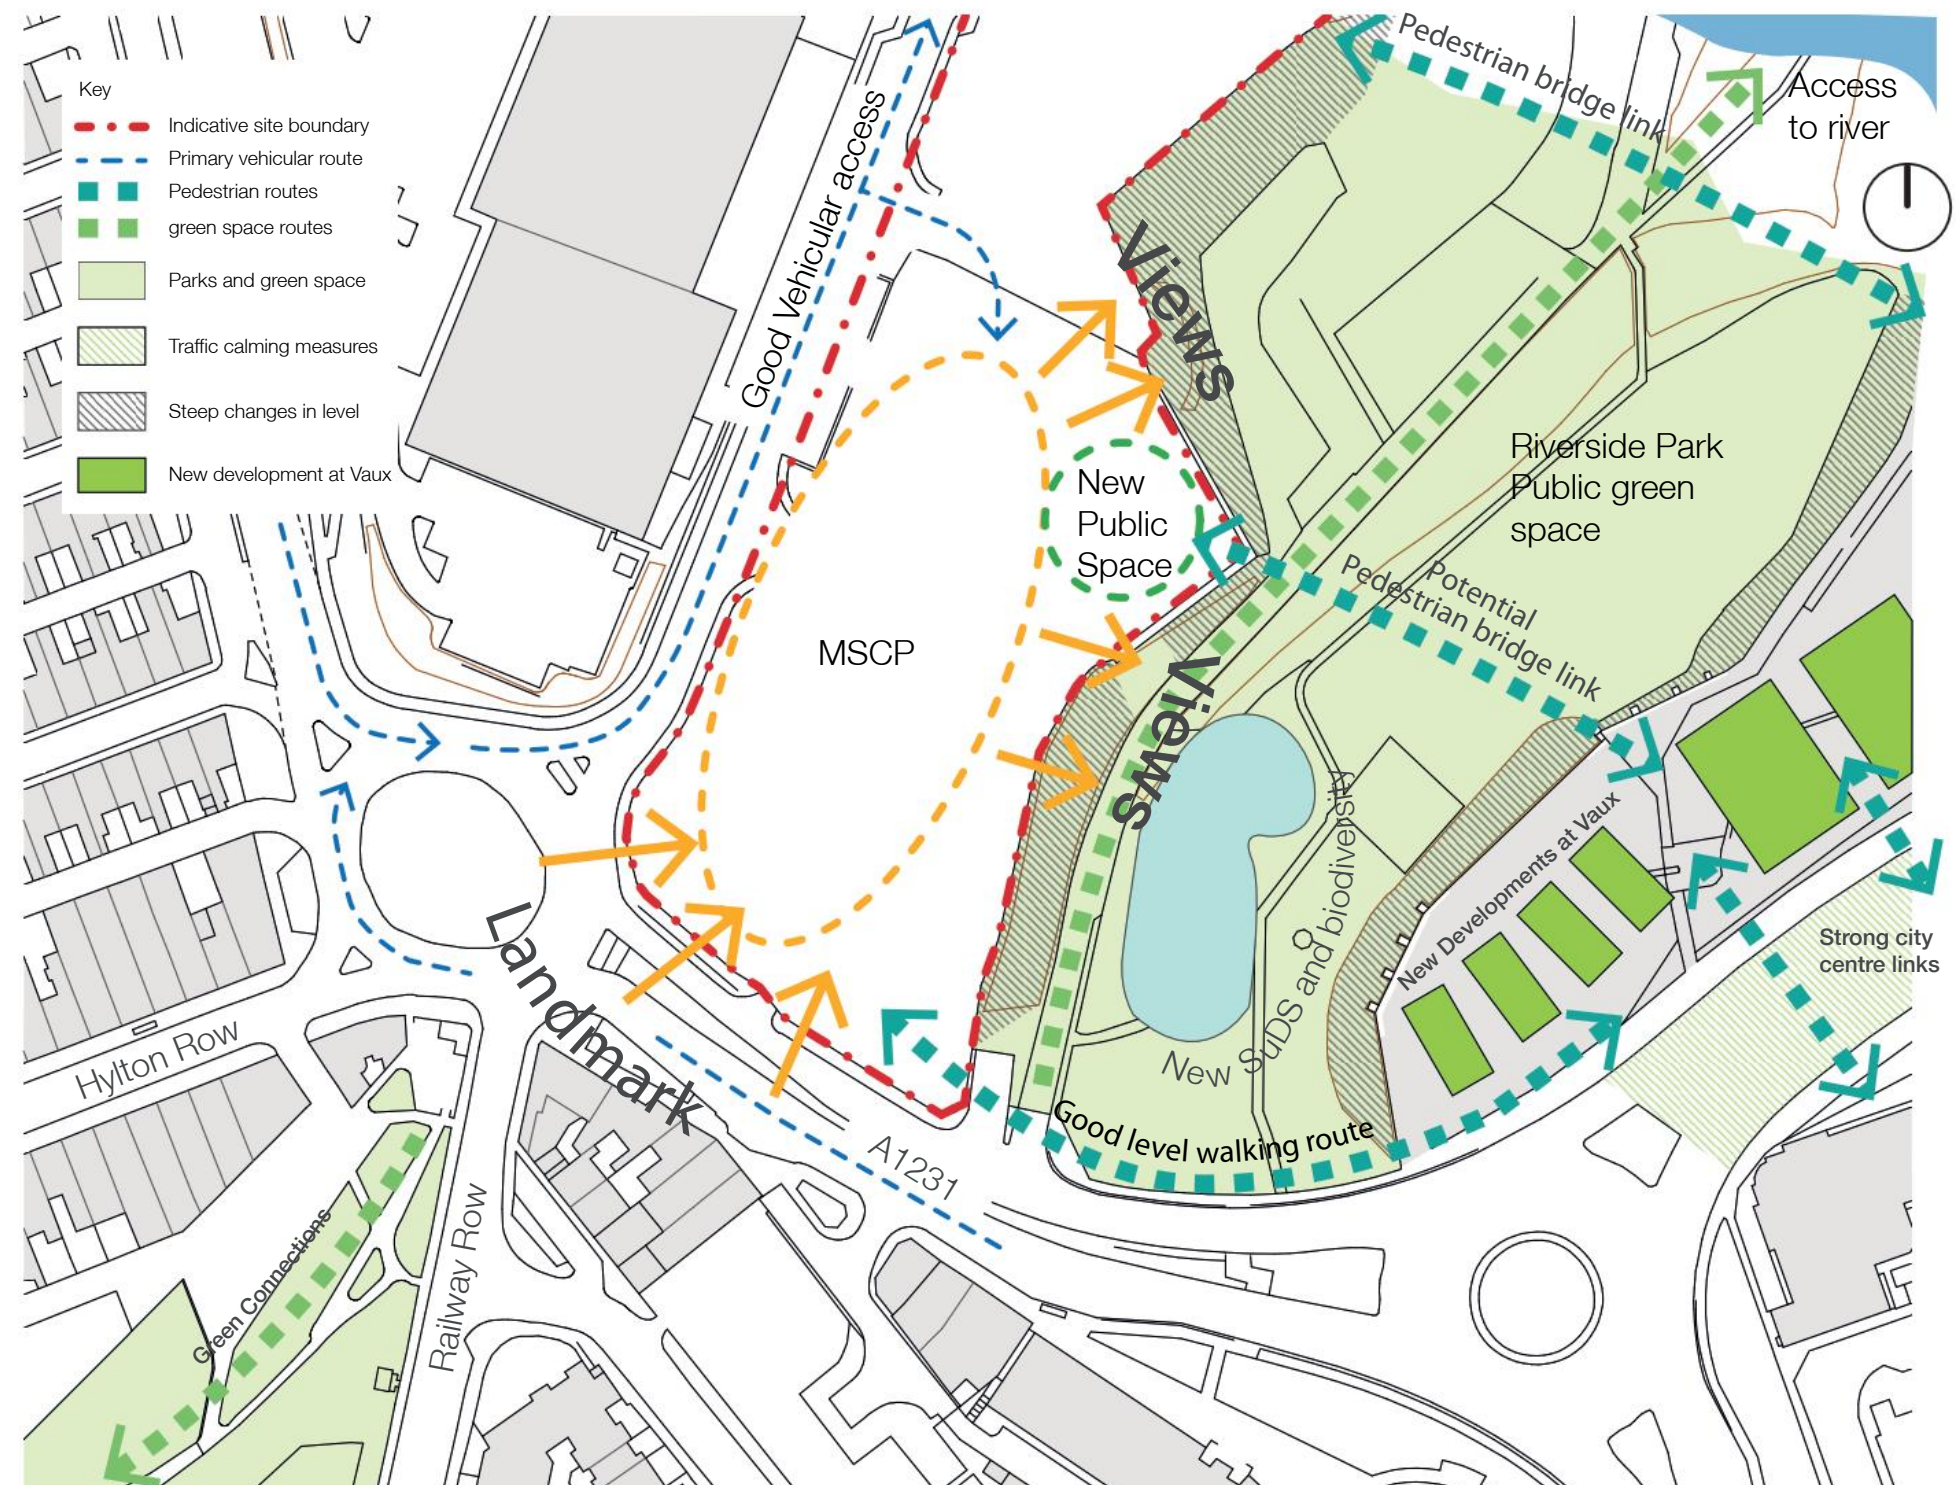 Key
Indicative site boundary
Primary vehicular route
Pedestrian routes
green space routes
Parks and green space
Traffic calming measures
Steep changes in level
New development at Vaux
Good Vehicular access
Pedestrian bridge link
Access
to river
Views
New
Public
Space
Riverside Park
Public green
space
Potential
Pedestrian bridge link
MSCP
Views
New Developments at Vaux
New SuDS and biodiversity
Strong city
centre links
Landmark
Good level walking route
A1231
Hylton Row
Railway Row
Green Connections